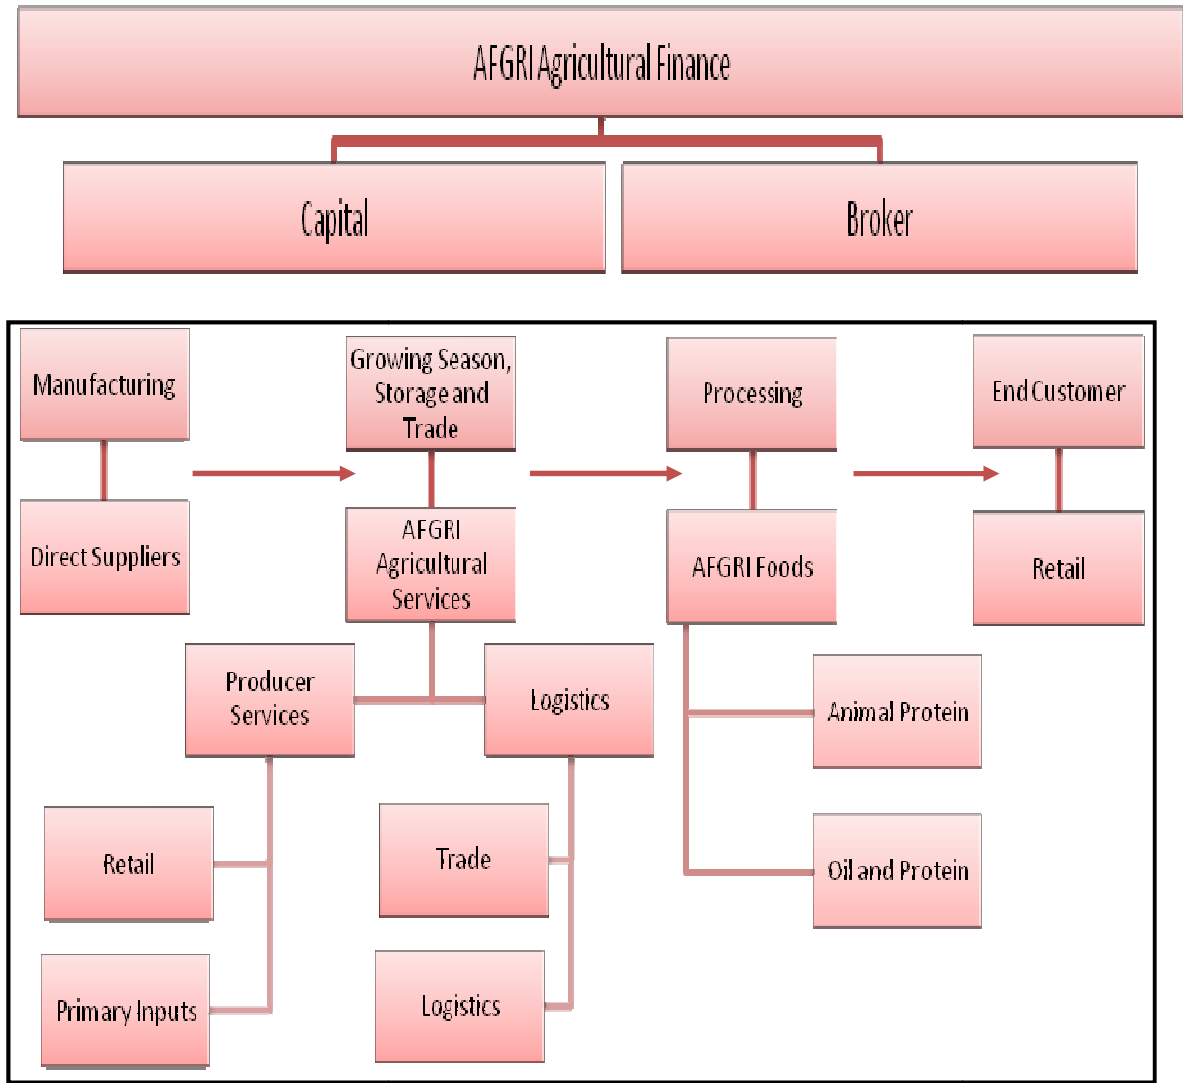 AFGRI Agricultural Finance
Capital
Broker
Manufacturing
Growing Season,
Storage and
Trade
Processing
End Customer
Direct Suppliers
AFGRI
Agricultural
Services
AFGRI Foods
Retail
Producer
Services
Logistics
Animal Protein
Retail
Trade
Oil and Protein
Primary Inputs
Logistics